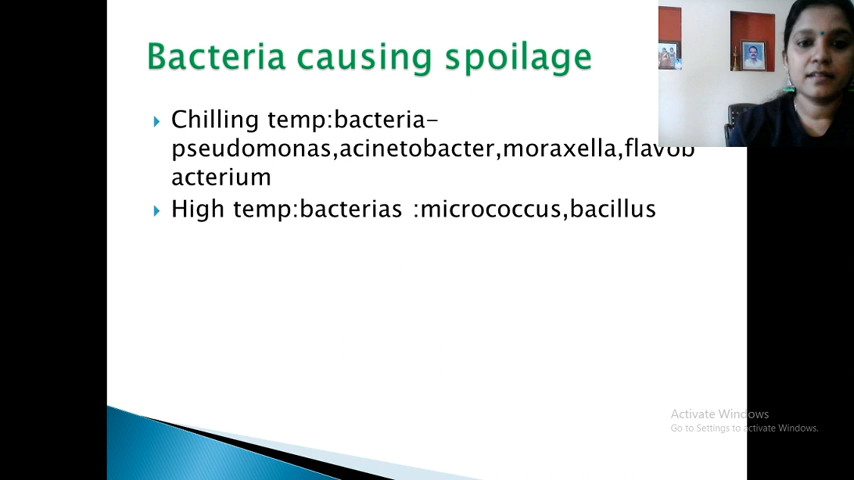 Bacteria causing spoilage
Chilling temp:bacteria-
pseudomonas,acinetobacter,moraxella,flavob
acterium
High temp:bacterias :micrococcus,bacillus
Activate Windows
Go to Settings to activate Windows.